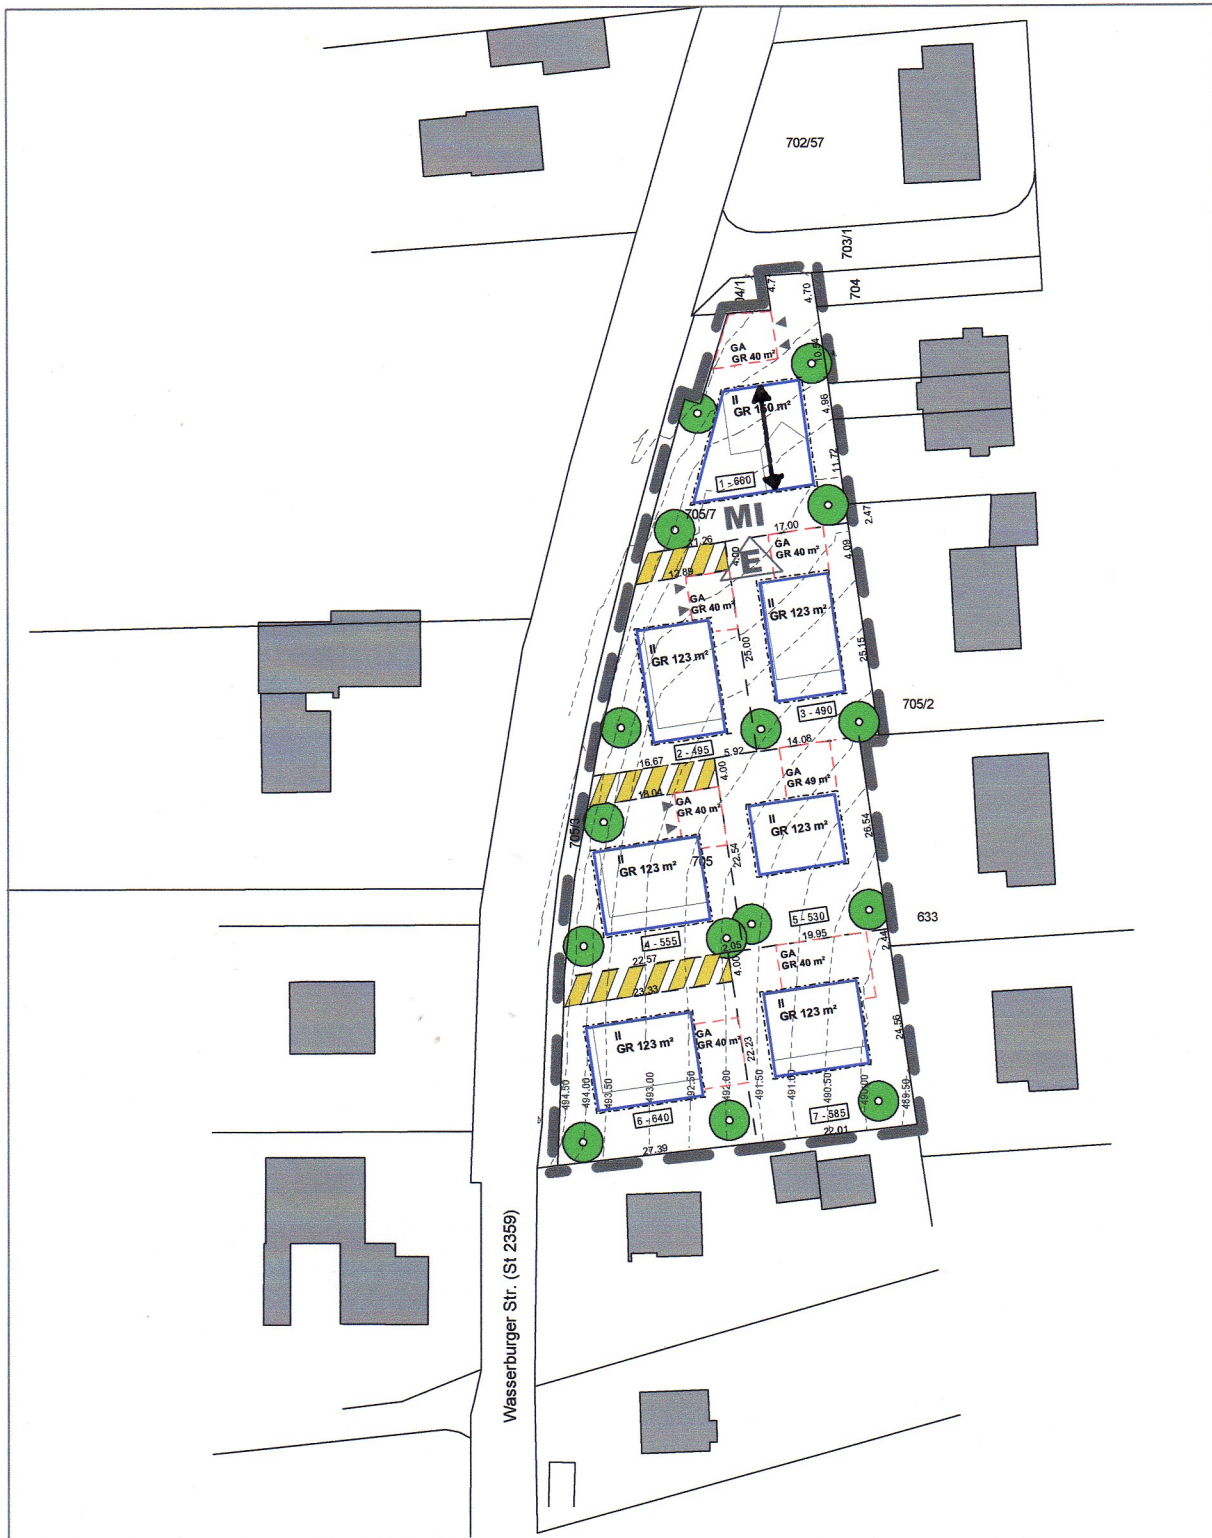 702/57
703/1
704
4.70
GA
GR 40 m²
10.54
4.96
II
GR 150 m²
11.72
1 - 660
705/7
MI
2.47
17.00
11.26
4.00
GA
GR 40 m²
4.09
E
12.89
GA
GR 40 m²
II
GR 123 m²
II
GR 123 m²
25.00
25.15
705/2
3 - 490
2 - 495
5.92
14.08
16.67
4.00
GA
GR 49 m²
18.04
GA
GR 40 m²
705/3
II
GR 123 m²
26.54
II
GR 123 m²
705
22.54
5 - 530
633
4 - 555
19.95
2.05
2.44
22.57
4.00
GA
GR 40 m²
23.33
II
GR 123 m²
24.56
II
GR 123 m²
GA
GR 40 m²
22.23
494.50
494.00
493.50
493.00
492.00
491.50
491.00
490.50
490.00
489.50
6 - 640
7 - 585
22.01
27.39
Wasserburger Str. (St 2359)